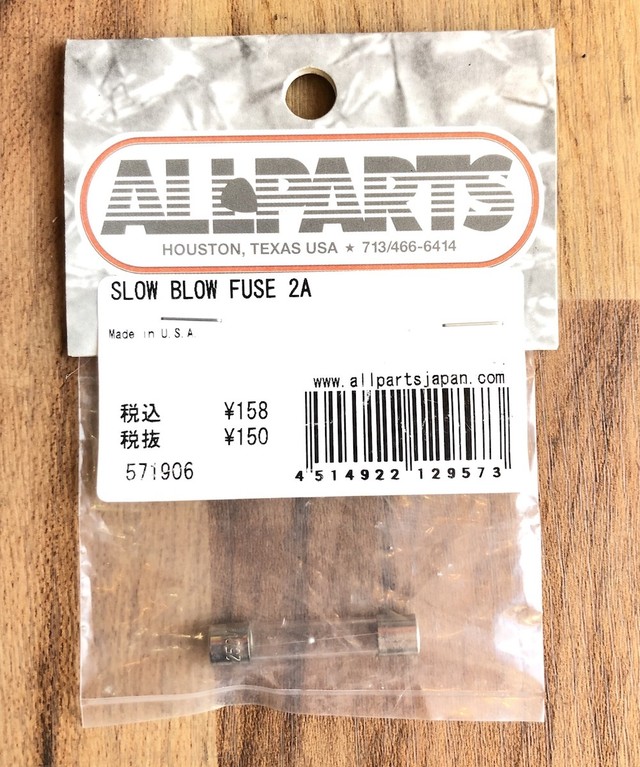 ALLPARTS
HOUSTON, TEXAS USA ★ 713/466-6414
SLOW BLOW FUSE 2A
Made in U.S.A
www.allpartsjapan.com
税込 ¥158
税抜 ¥150
571906
4 514922 129573